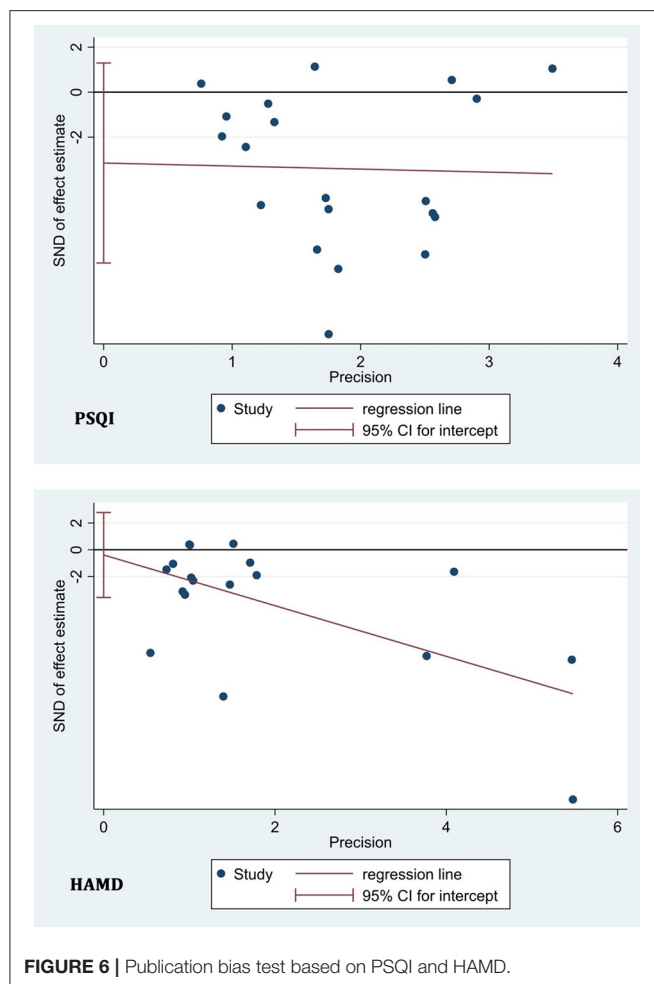 2
0
-2
SND of effect estimate
0 1 2 3 4
Precision
Study regression line
95% CI for intercept
PSQI
2
0
-2
SND of effect estimate
0 2 4 6
Precision
Study regression line
95% CI for intercept
HAMD
FIGURE 6 | Publication bias test based on PSQI and HAMD.